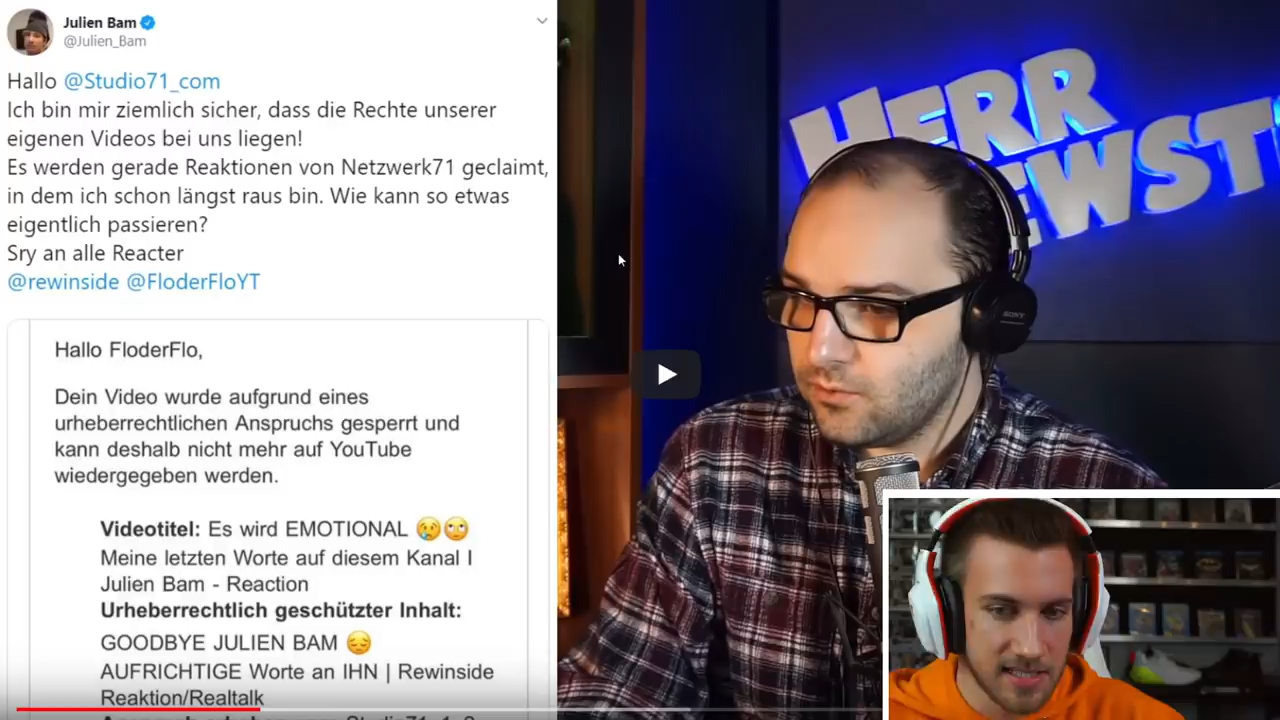 Julien Bam
@Julien_Bam
Hallo @Studio71_com
Ich bin mir ziemlich sicher, dass die Rechte unserer
eigenen Videos bei uns liegen!
Es werden gerade Reaktionen von Netzwerk71 geclaimt,
in dem ich schon längst raus bin. Wie kann so etwas
eigentlich passieren?
Sry an alle Reacter
@rewinside @FloderFloYT
Hallo FloderFlo,
Dein Video wurde aufgrund eines
urheberrechtlichen Anspruchs gesperrt und
kann deshalb nicht mehr auf YouTube
wiedergegeben werden.
Videotitel: Es wird EMOTIONAL 😢🙄
Meine letzten Worte auf diesem Kanal I
Julien Bam - Reaction
Urheberrechtlich geschützter Inhalt:
GOODBYE JULIEN BAM 😔
AUFRICHTIGE Worte an IHN | Rewinside
Reaktion/Realtalk
HERR
EWST
SONY